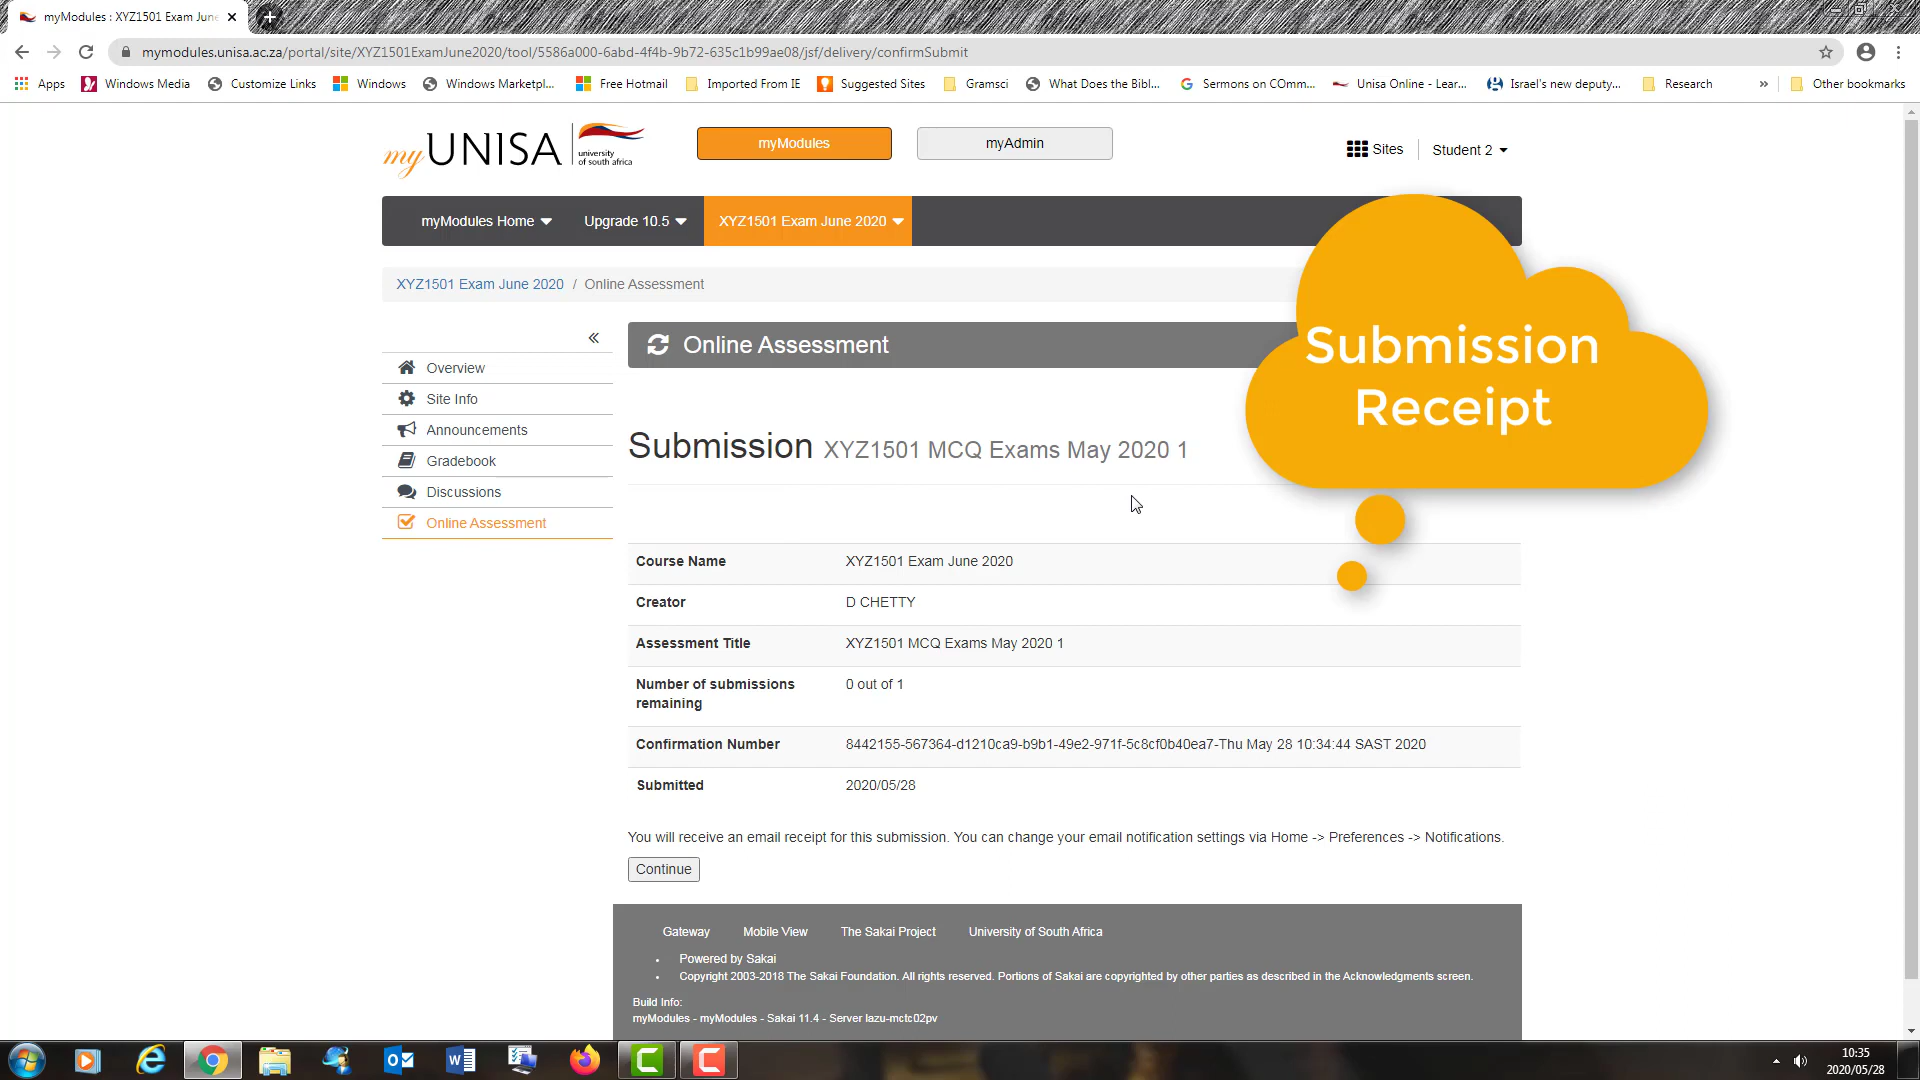 myModules : XYZ1501 Exam June
mymodules.unisa.ac.za/portal/site/XYZ1501ExamJune2020/tool/5586a000-6abd-4f4b-9b72-635c1b99ae08/jsf/delivery/confirmSubmit
Apps Windows Media Customize Links Windows Windows Marketpl... Free Hotmail Imported From IE Suggested Sites Gramsci What Does the Bibl... Sermons on COmm... Unisa Online - Lear... Israel's new deputy... Research » Other bookmarks
my UNISA university
of south africa
myModules
myAdmin
Sites
Student 2
myModules Home
Upgrade 10.5
XYZ1501 Exam June 2020
XYZ1501 Exam June 2020 / Online Assessment
«
Overview
Site Info
Announcements
Gradebook
Discussions
Online Assessment
Online Assessment
Submission
Receipt
Submission XYZ1501 MCQ Exams May 2020 1
Course Name XYZ1501 Exam June 2020
Creator D CHETTY
Assessment Title XYZ1501 MCQ Exams May 2020 1
Number of submissions remaining 0 out of 1
Confirmation Number 8442155-567364-d1210ca9-b9b1-49e2-971f-5c8cf0b40ea7-Thu May 28 10:34:44 SAST 2020
Submitted 2020/05/28
You will receive an email receipt for this submission. You can change your email notification settings via Home -> Preferences -> Notifications.
Continue
Gateway Mobile View The Sakai Project University of South Africa
Powered by Sakai
Copyright 2003-2018 The Sakai Foundation. All rights reserved. Portions of Sakai are copyrighted by other parties as described in the Acknowledgments screen.
Build Info:
myModules - myModules - Sakai 11.4 - Server lazu-mctc02pv
10:35
2020/05/28